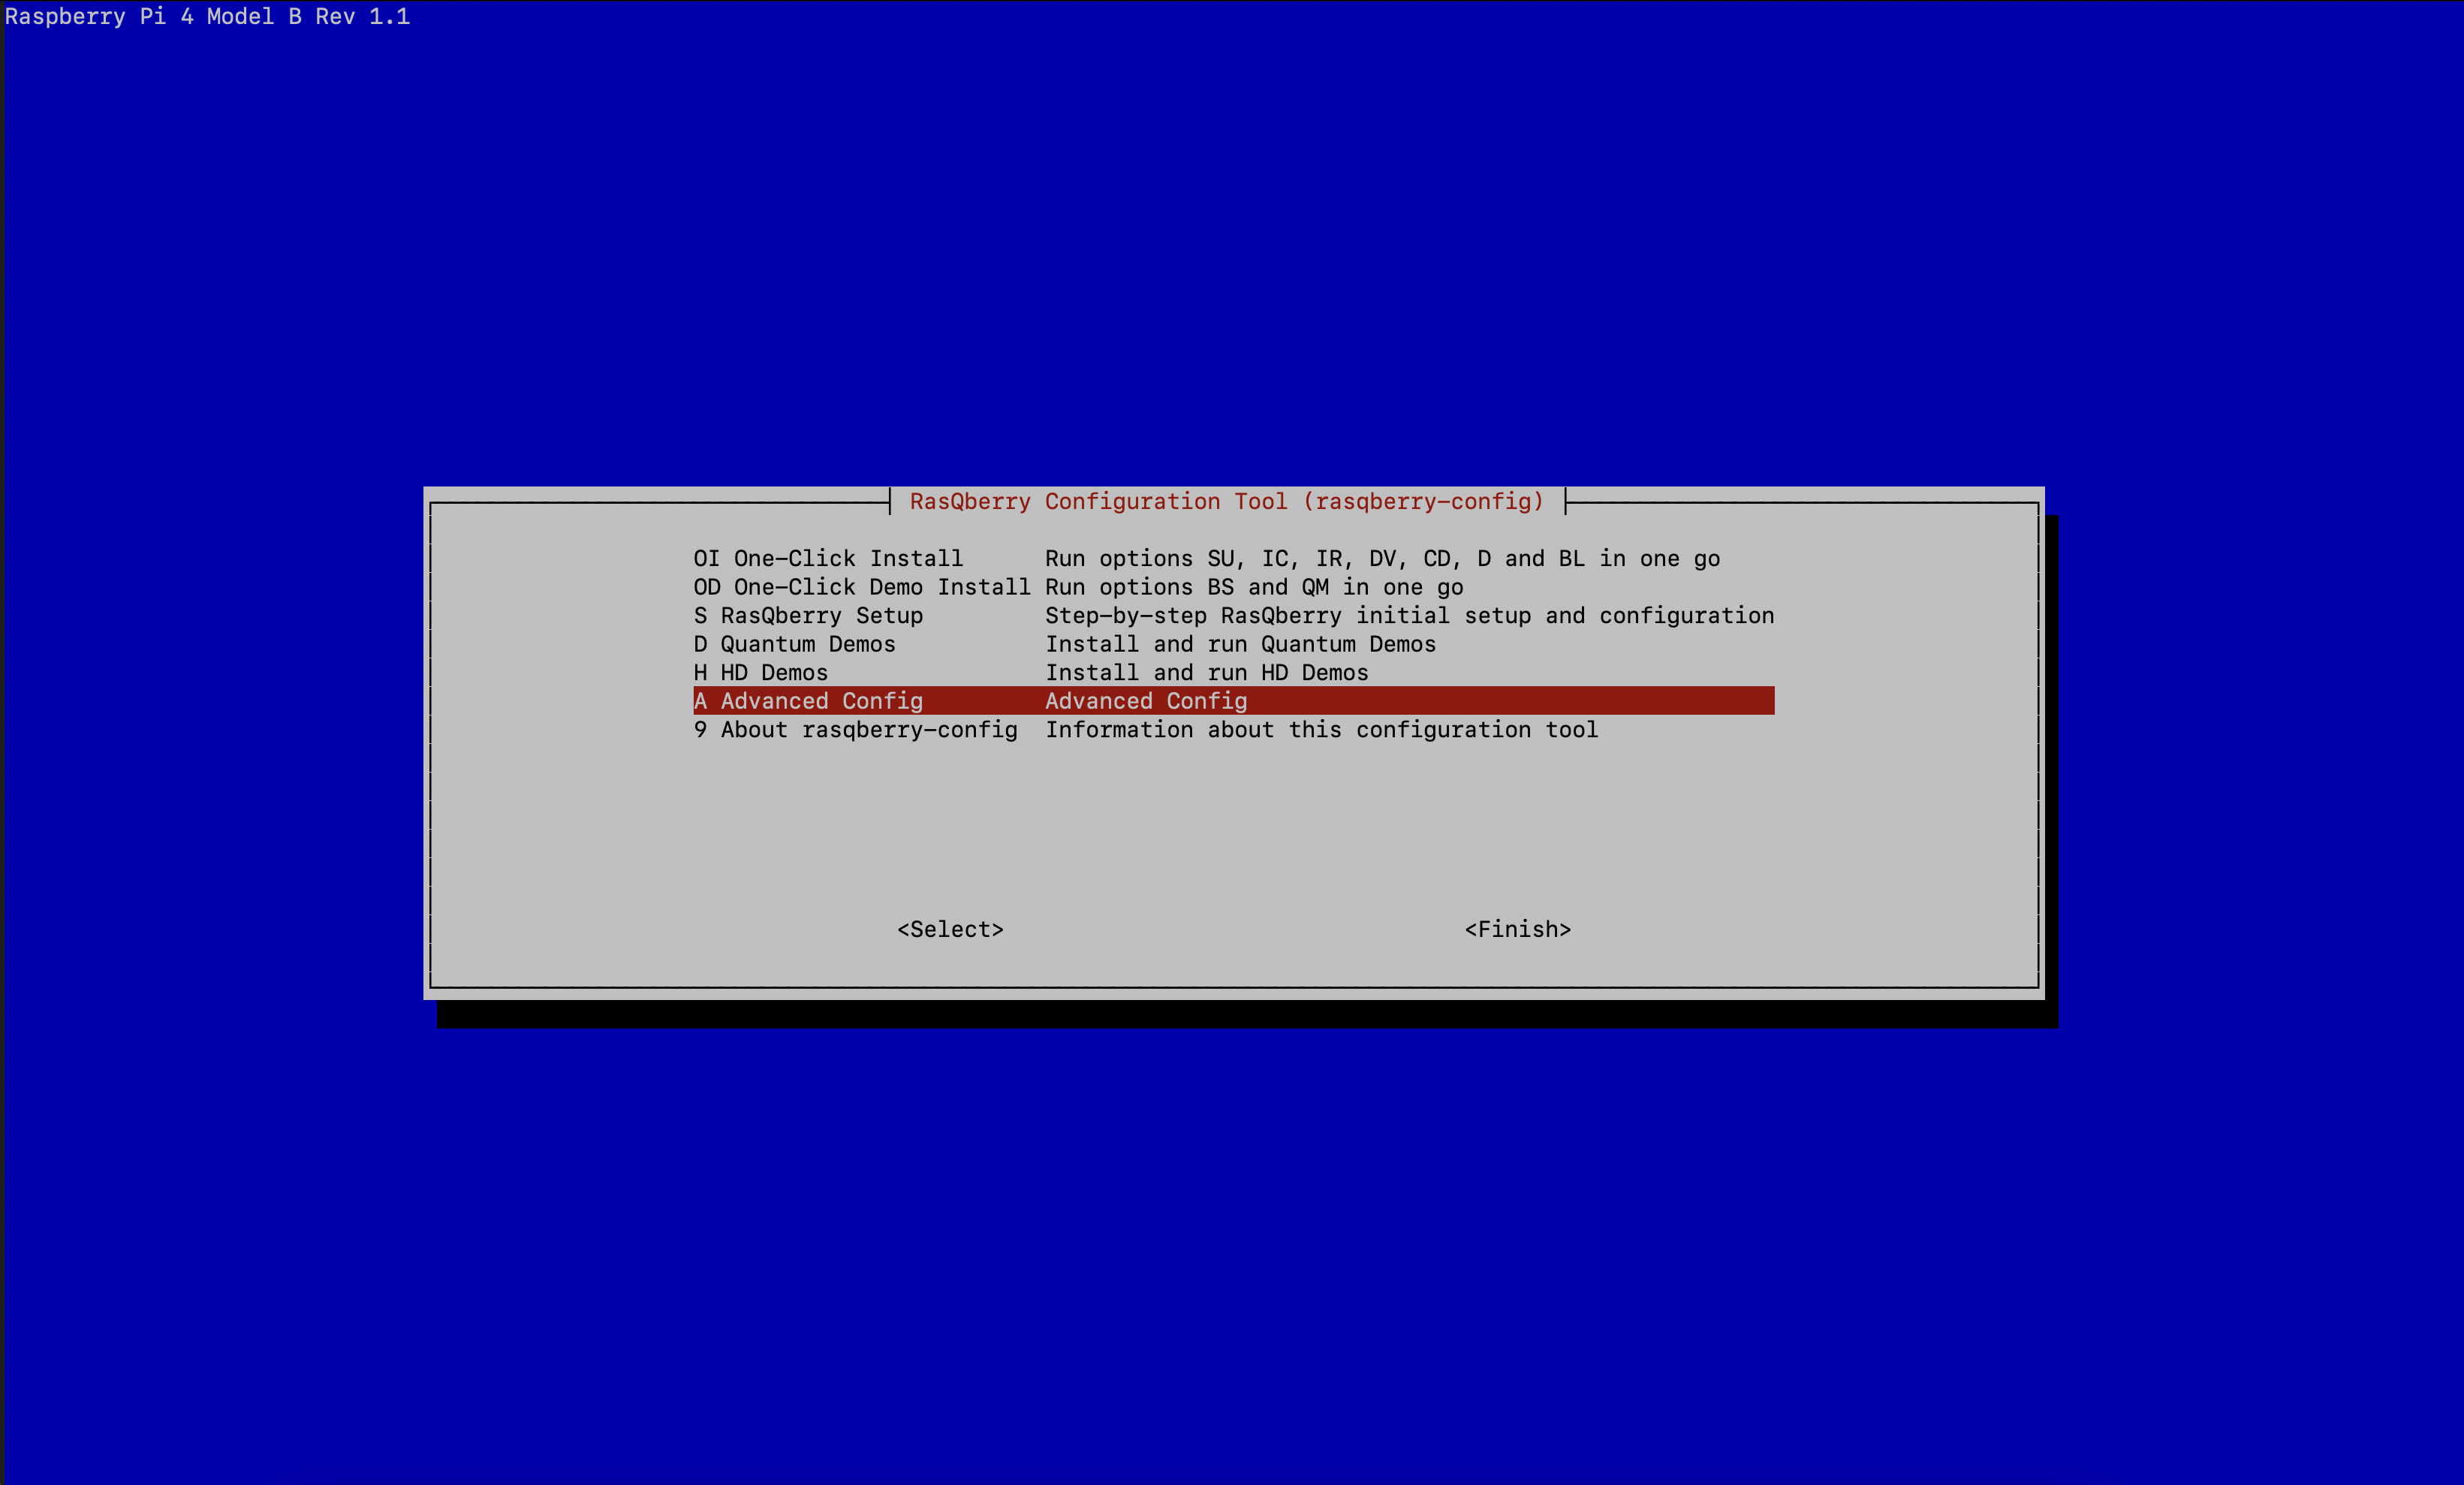 Raspberry Pi 4 Model B Rev 1.1
RasQberry Configuration Tool (rasqberry-config)
OI One-Click Install Run options SU, IC, IR, DV, CD, D and BL in one go
OD One-Click Demo Install Run options BS and QM in one go
S RasQberry Setup Step-by-step RasQberry initial setup and configuration
D Quantum Demos Install and run Quantum Demos
H HD Demos Install and run HD Demos
A Advanced Config Advanced Config
9 About rasqberry-config Information about this configuration tool
<Select> <Finish>